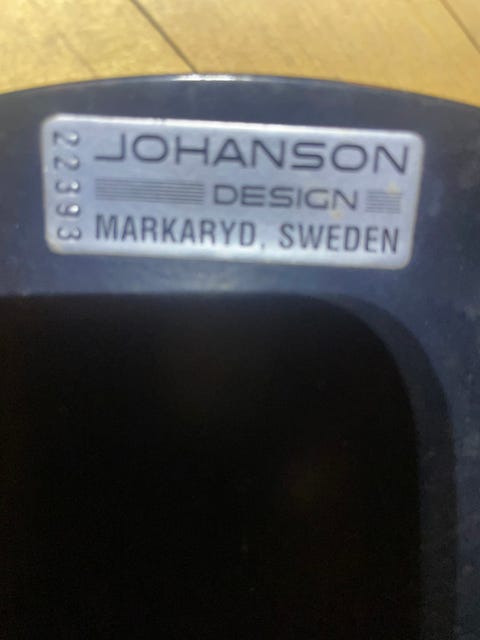 JOHANSON
DESIGN
MARKARYD, SWEDEN
22393